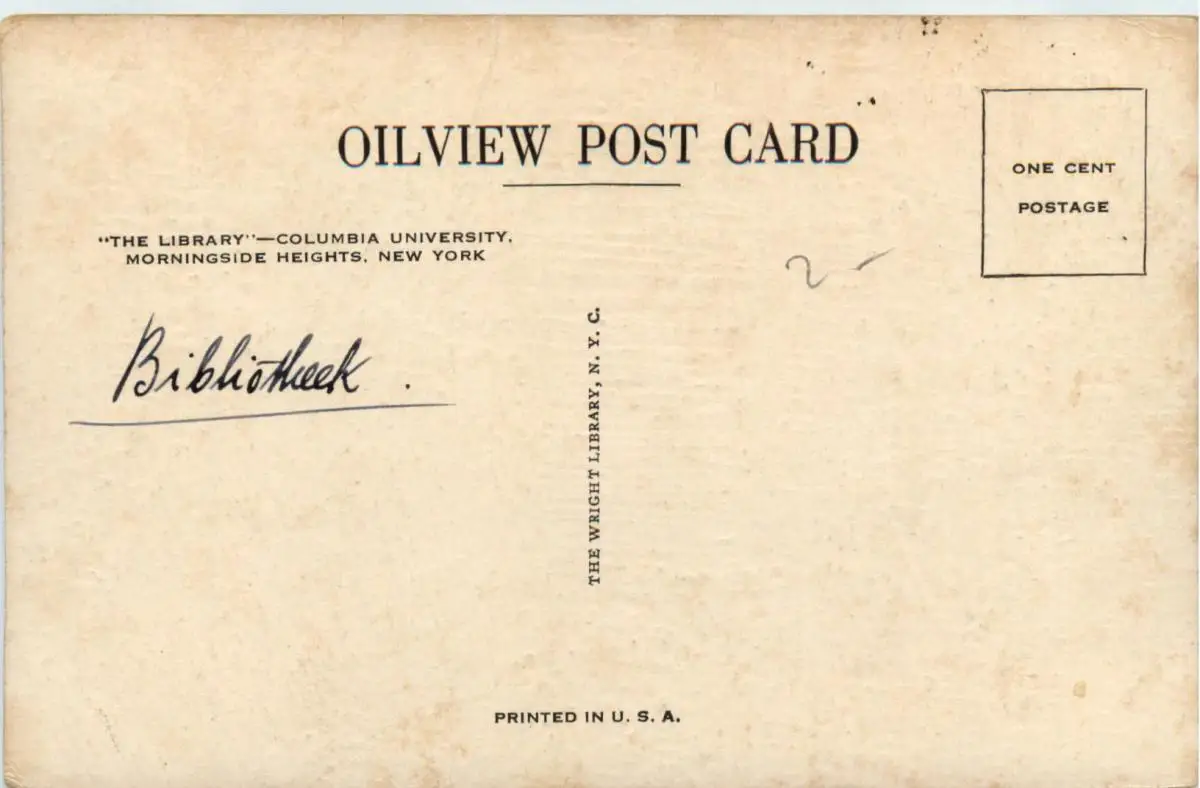 OILVIEW POST CARD
ONE CENT
POSTAGE
"THE LIBRARY"—COLUMBIA UNIVERSITY,
MORNINGSIDE HEIGHTS, NEW YORK
2 -
Bibliotheek .
THE WRIGHT LIBRARY, N. Y. C.
PRINTED IN U. S. A.